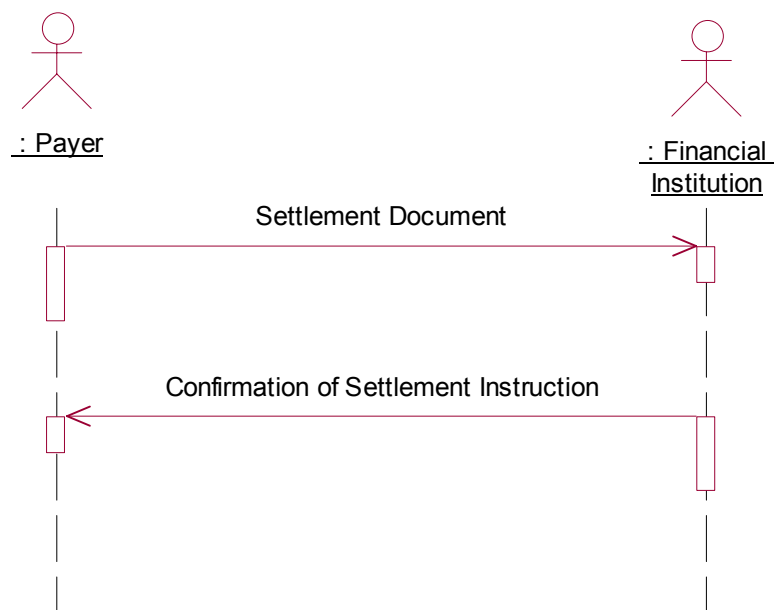 : Payer
: Financial
Institution
Settlement Document
Confirmation of Settlement Instruction